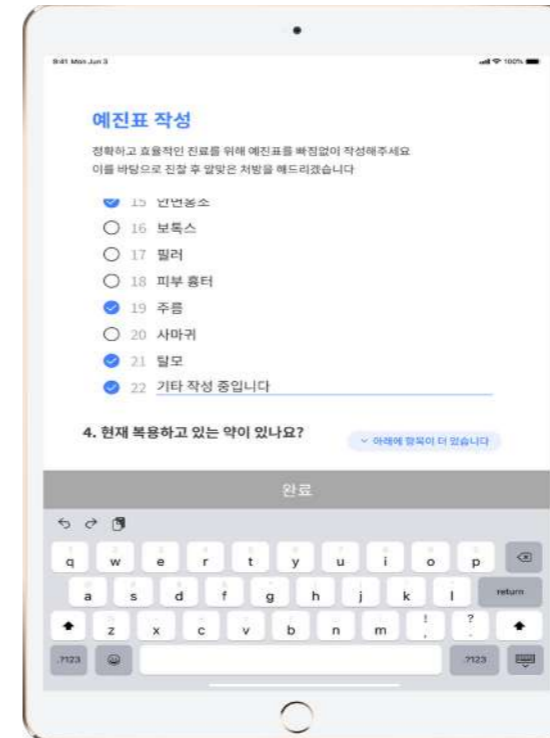 9:41 Mon Jun 3
100%
예진표 작성
정확하고 효율적인 진료를 위해 예진표를 빠짐없이 작성해주세요
이를 바탕으로 진찰 후 알맞은 처방을 해드리겠습니다
15 안면홍조
16 보톡스
17 필러
18 피부 흉터
19 주름
20 사마귀
21 탈모
22 기타 작성 중입니다
4. 현재 복용하고 있는 약이 있나요?
아래에 항목이 더 있습니다
완료
q w e r t y u i o p
a s d f g h j k l return
z x c v b n m ! , ? .
.?123 .?123